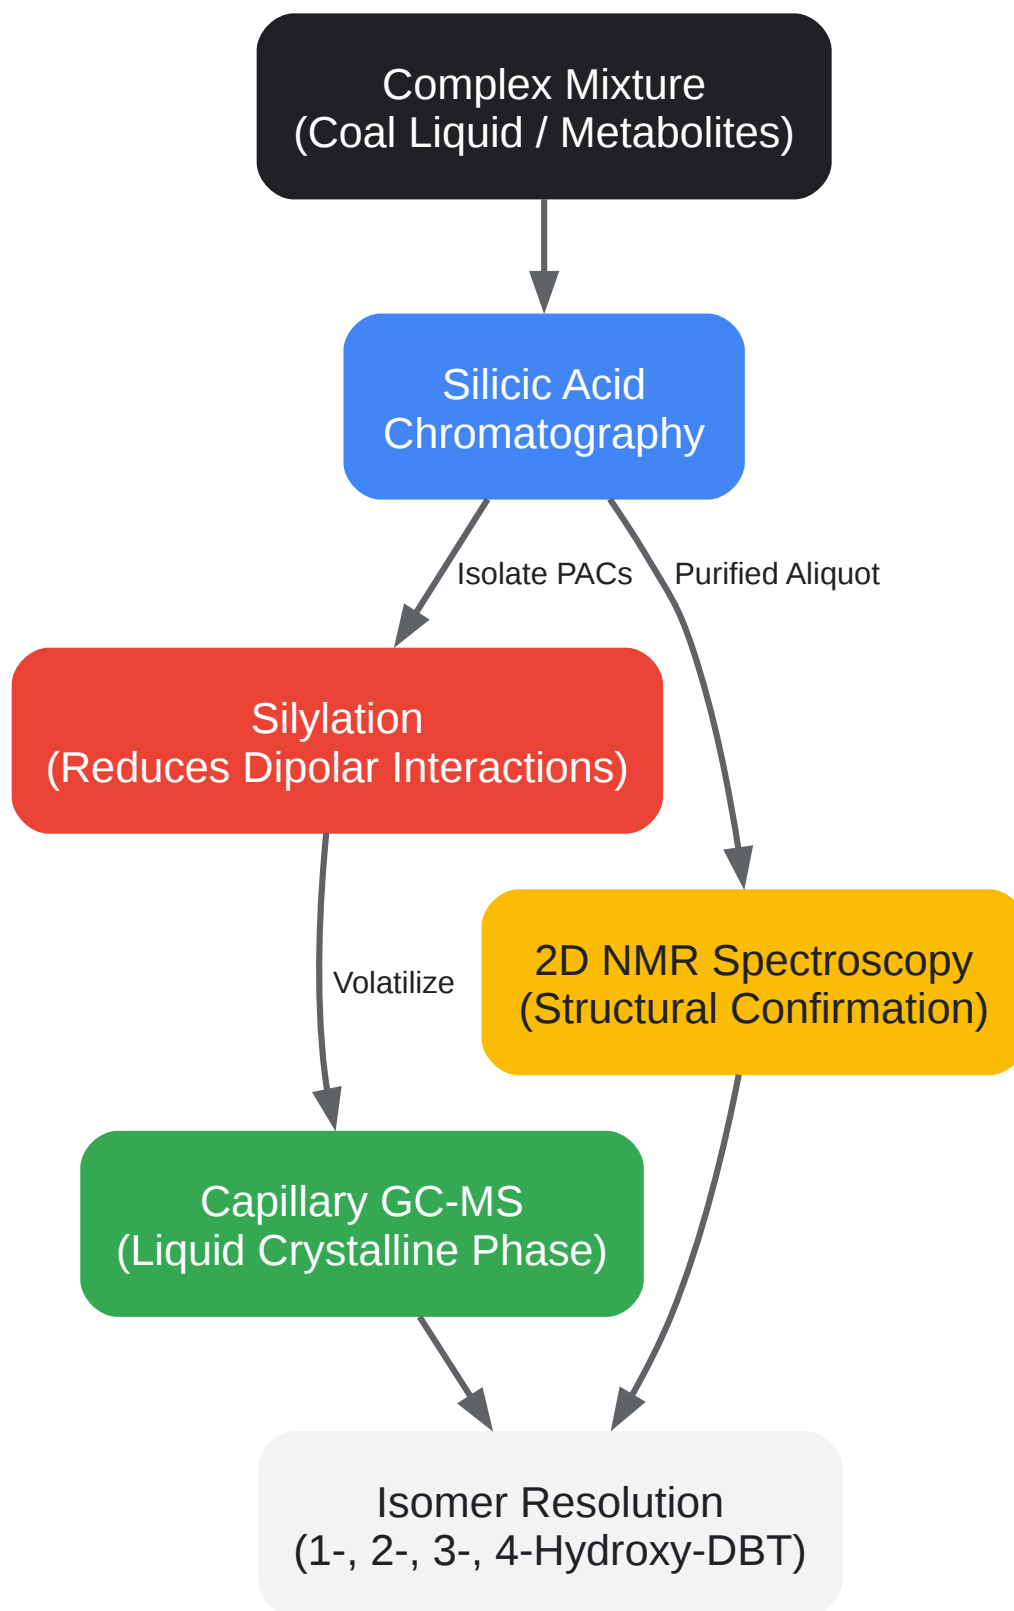 Complex Mixture
(Coal Liquid / Metabolites)
Silicic Acid
Chromatography
Isolate PACs
Purified Aliquot
Silylation
(Reduces Dipolar Interactions)
2D NMR Spectroscopy
(Structural Confirmation)
Volatilize
Capillary GC-MS
(Liquid Crystalline Phase)
Isomer Resolution
(1-, 2-, 3-, 4-Hydroxy-DBT)